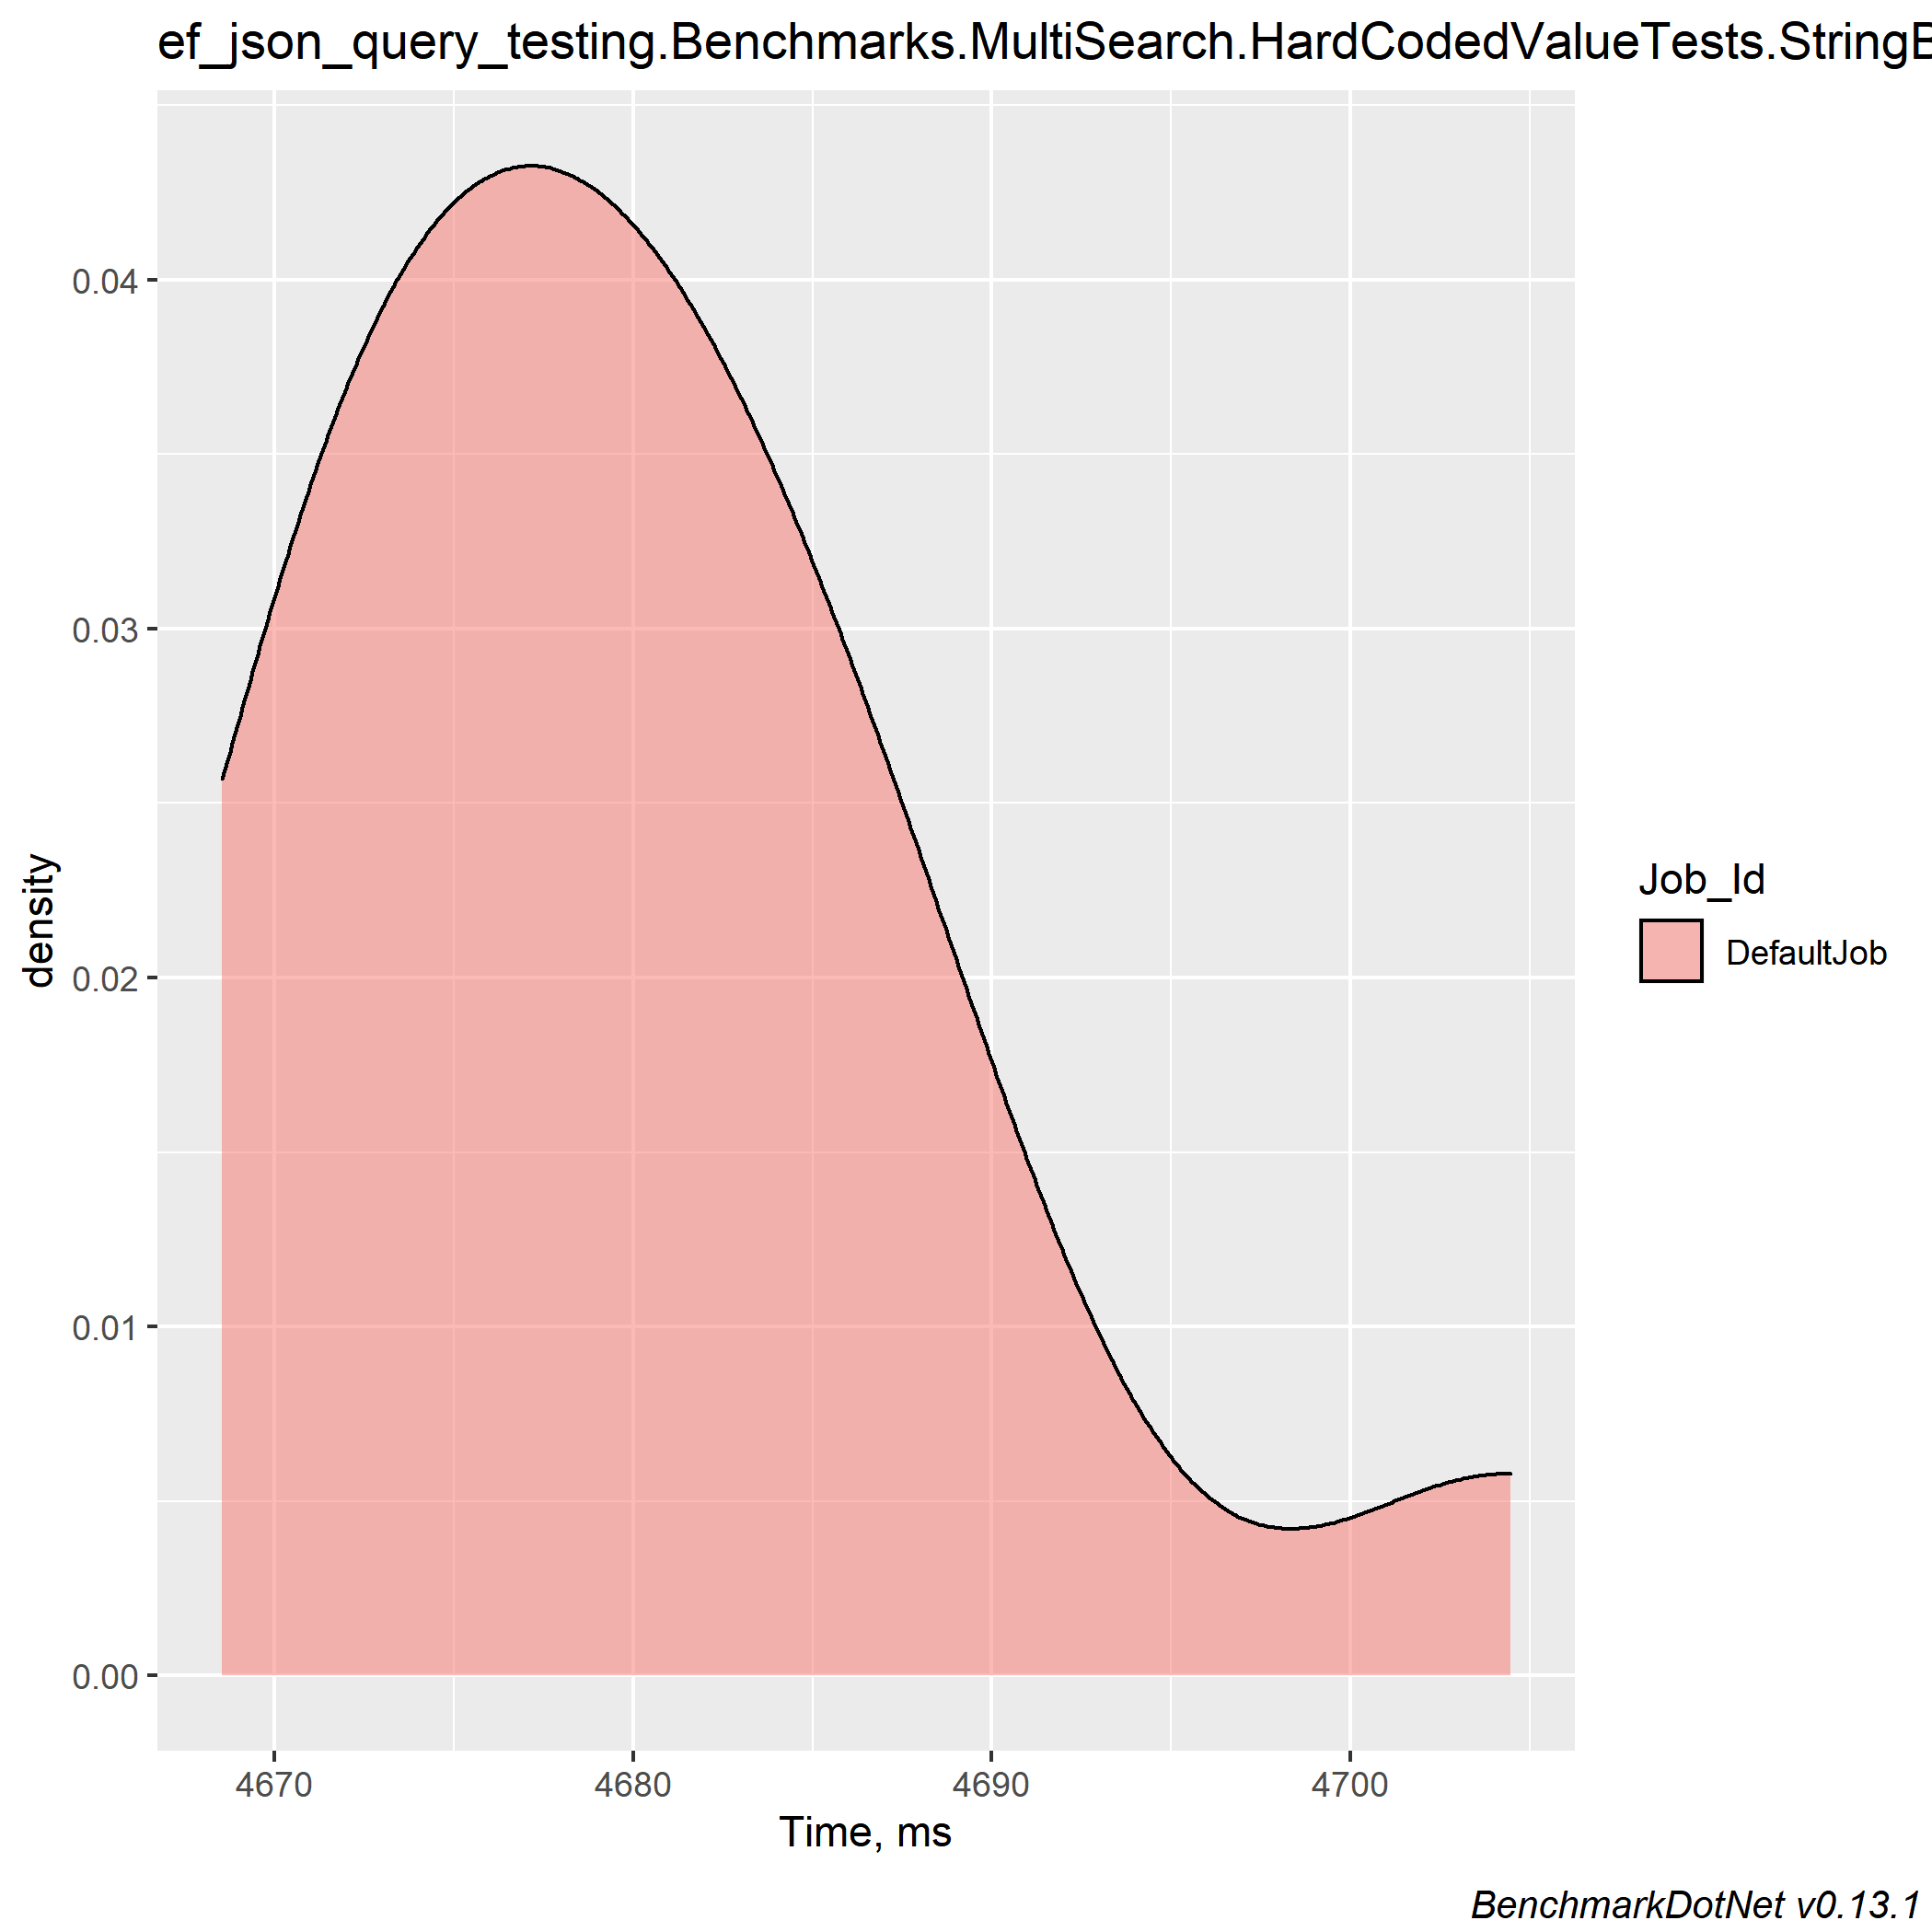 ef_json_query_testing.Benchmarks.MultiSearch.HardCodedValueTests.StringB
0.04
0.03
0.02
0.01
0.00
density
4670 4680 4690 4700
Time, ms
Job_Id
DefaultJob
BenchmarkDotNet v0.13.1